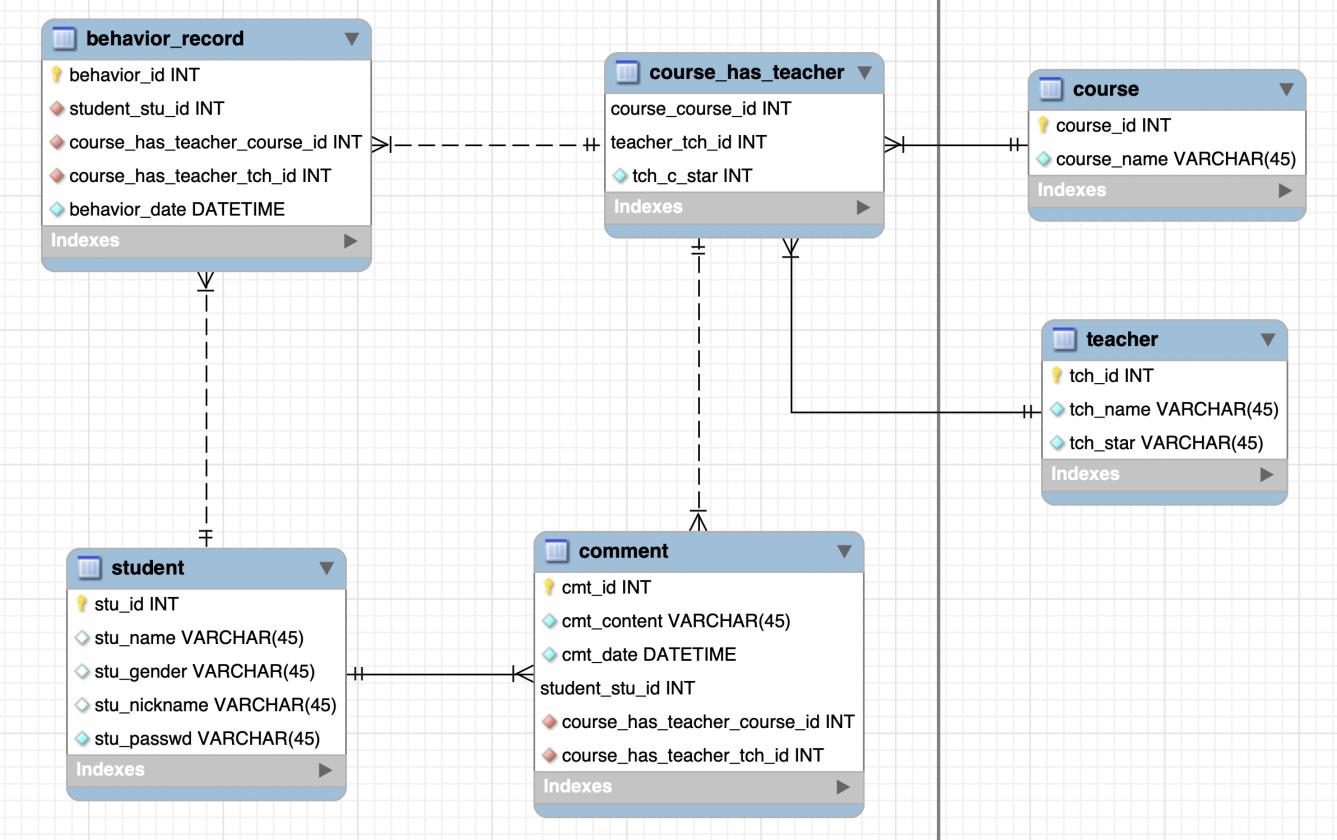 behavior_record
behavior_id INT
student_stu_id INT
course_has_teacher_course_id INT
course_has_teacher_tch_id INT
behavior_date DATETIME
Indexes
course_has_teacher
course_course_id INT
teacher_tch_id INT
tch_c_star INT
Indexes
course
course_id INT
course_name VARCHAR(45)
Indexes
teacher
tch_id INT
tch_name VARCHAR(45)
tch_star VARCHAR(45)
Indexes
student
stu_id INT
stu_name VARCHAR(45)
stu_gender VARCHAR(45)
stu_nickname VARCHAR(45)
stu_passwd VARCHAR(45)
Indexes
comment
cmt_id INT
cmt_content VARCHAR(45)
cmt_date DATETIME
student_stu_id INT
course_has_teacher_course_id INT
course_has_teacher_tch_id INT
Indexes